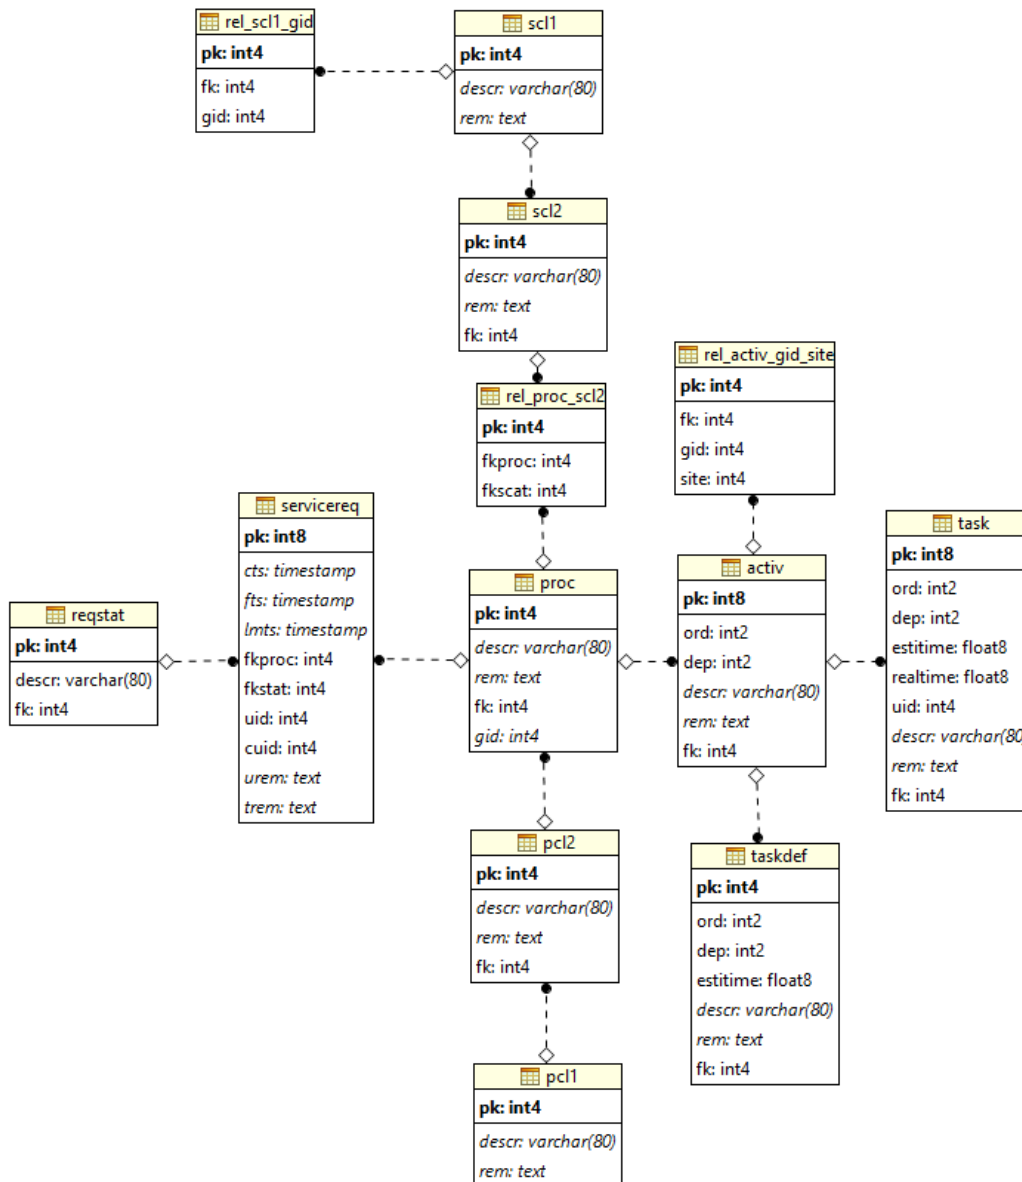 rel_scl1_gid
pk: int4
fk: int4
gid: int4
scl1
pk: int4
descr: varchar(80)
rem: text
scl2
pk: int4
descr: varchar(80)
rem: text
fk: int4
rel_activ_gid_site
pk: int4
fk: int4
gid: int4
site: int4
rel_proc_scl2
pk: int4
fkproc: int4
fkscat: int4
servicereq
pk: int8
cts: timestamp
fts: timestamp
lmts: timestamp
fkproc: int4
fkstat: int4
uid: int4
cuid: int4
urem: text
trem: text
task
pk: int8
ord: int2
dep: int2
estitime: float8
realtime: float8
uid: int4
descr: varchar(80)
rem: text
fk: int4
activ
pk: int8
ord: int2
dep: int2
descr: varchar(80)
rem: text
fk: int4
proc
pk: int4
descr: varchar(80)
rem: text
fk: int4
gid: int4
reqstat
pk: int4
descr: varchar(80)
fk: int4
pcl2
pk: int4
descr: varchar(80)
rem: text
fk: int4
taskdef
pk: int4
ord: int2
dep: int2
estitime: float8
descr: varchar(80)
rem: text
fk: int4
pcl1
pk: int4
descr: varchar(80)
rem: text